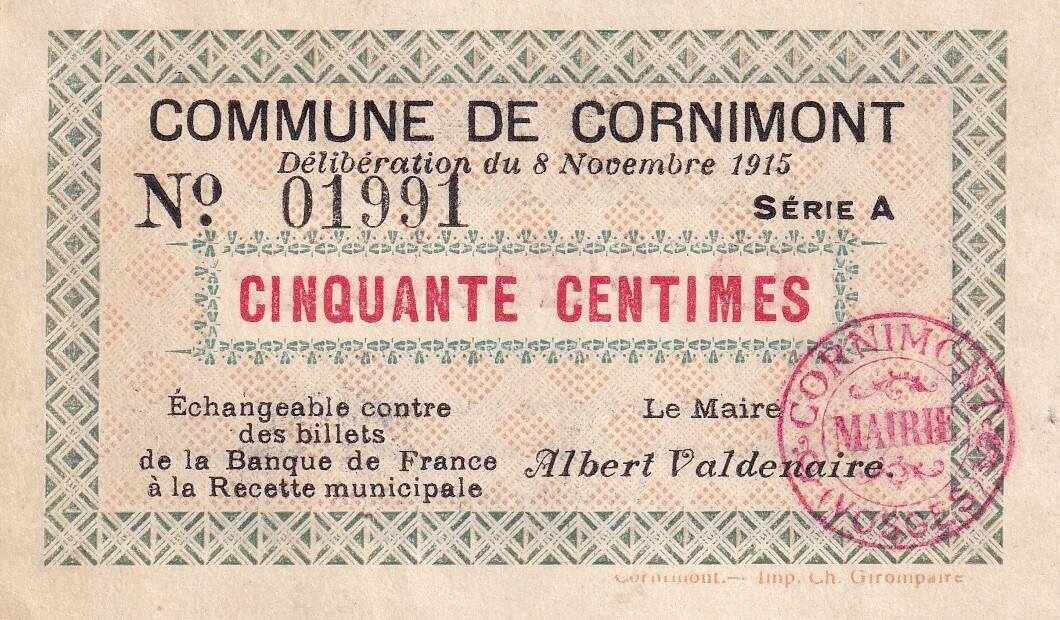 COMMUNE DE CORNIMONT
Délibération du 8 Novembre 1915
Nº 01991
SÉRIE A
CINQUANTE CENTIMES
Échangeable contre
des billets
de la Banque de France
à la Recette municipale
Le Maire
Albert Valdenaire.
CORNIMONT
MAIRIE
(VOSGES)
Cornimont.— Imp. Ch. Girompaire